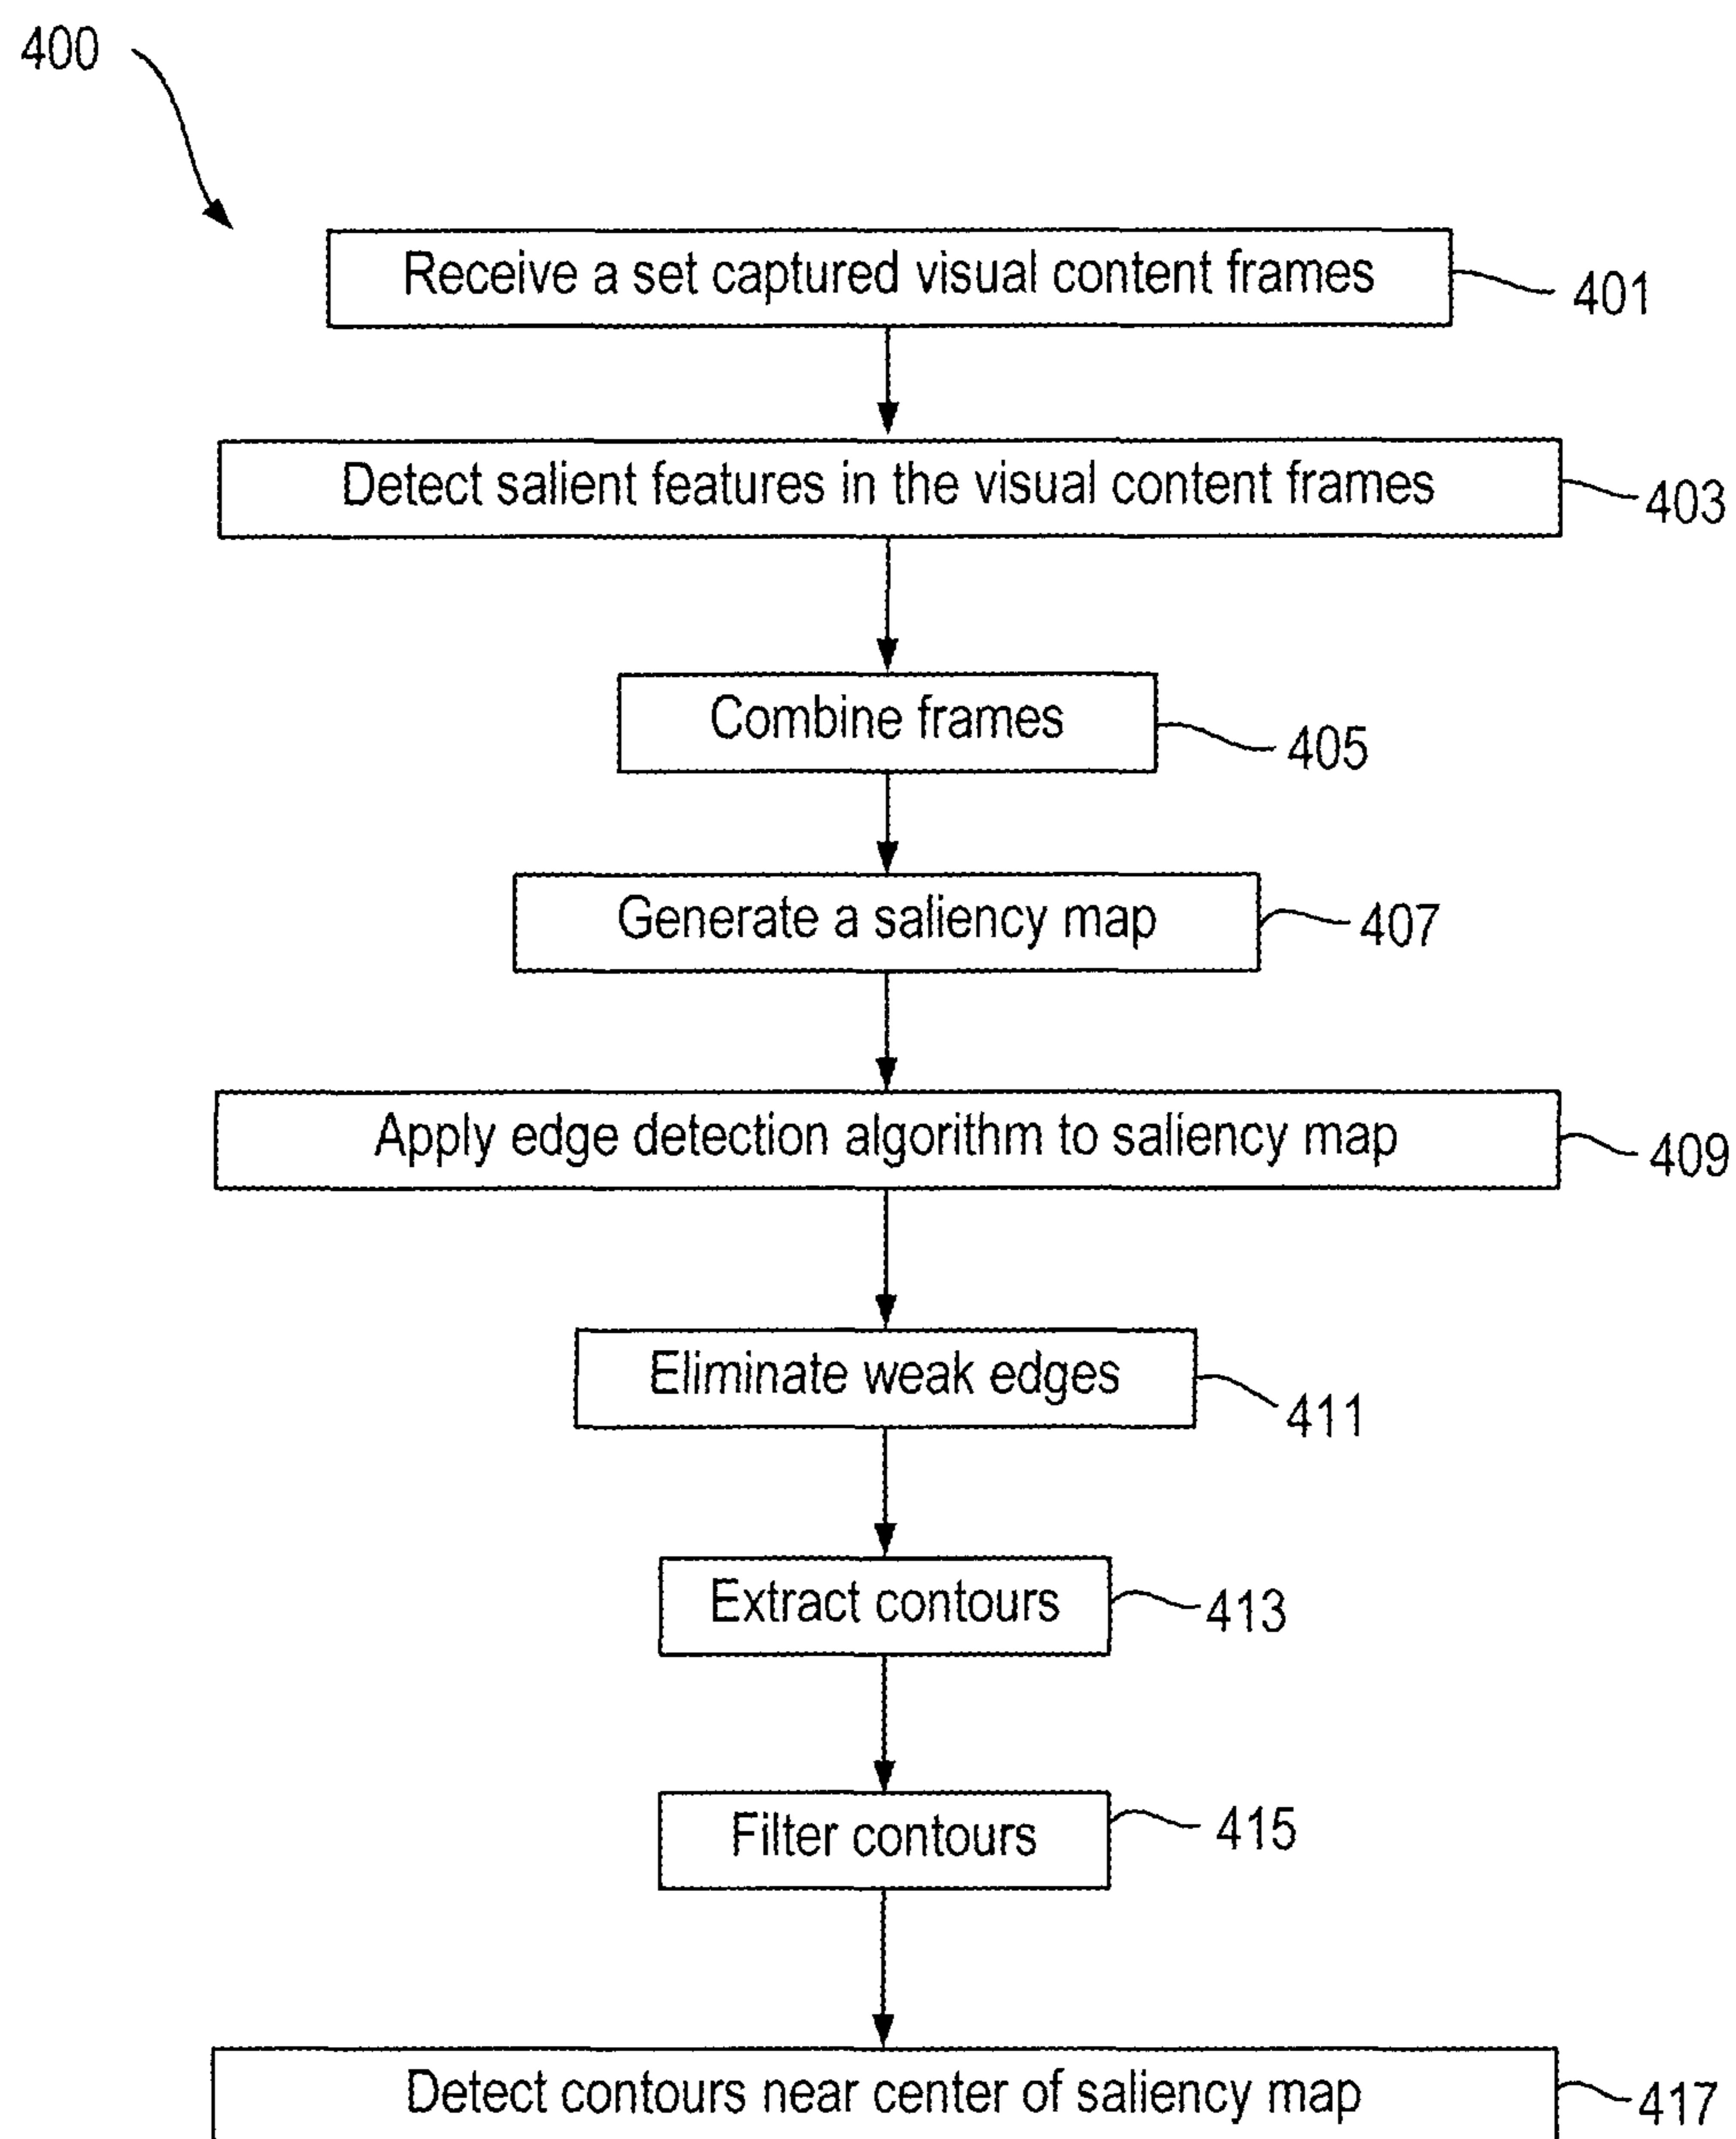 400
Receive a set captured visual content frames
401
Detect salient features in the visual content frames
403
Combine frames
405
Generate a saliency map
407
Apply edge detection algorithm to saliency map
409
Eliminate weak edges
411
Extract contours
413
Filter contours
415
Detect contours near center of saliency map
417